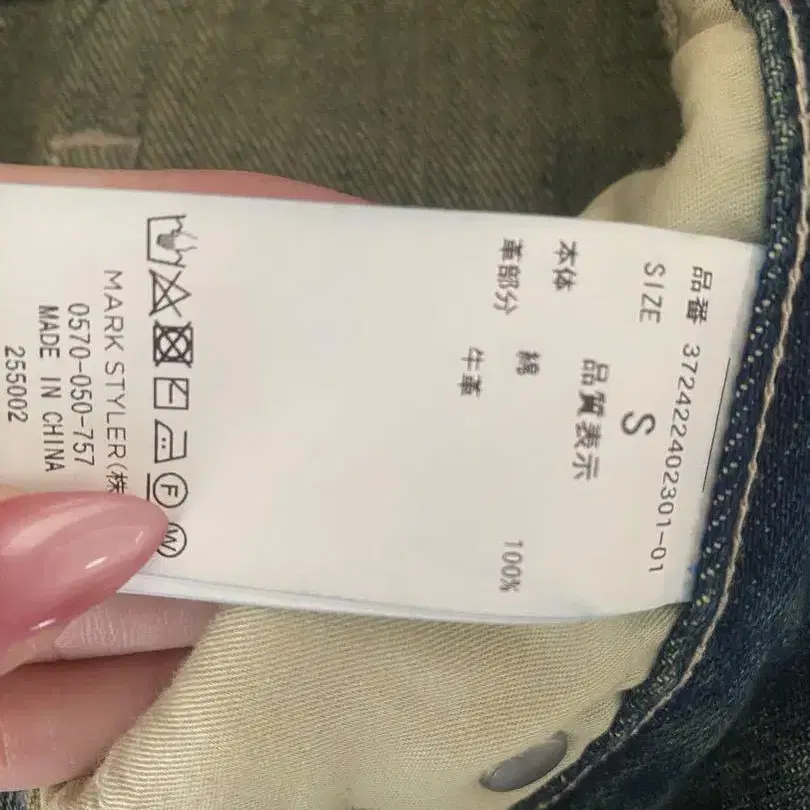 品番 372422402301-01
SIZE S
品質表示
本体 綿 100%
革部分 牛革
F W
MARK STYLER(株
0570-050-757
MADE IN CHINA
255002